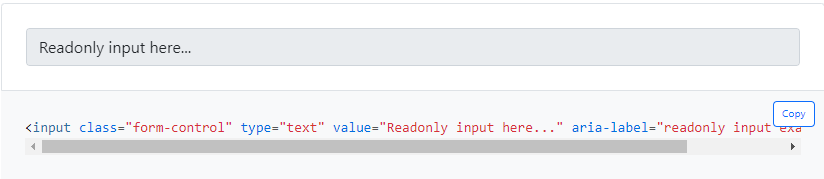 Readonly input here...
Copy
<input class="form-control" type="text" value="Readonly input here..." aria-label="readonly input exa